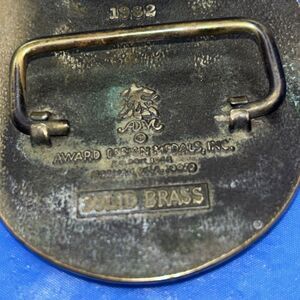 1982
ADM
©
AWARD DESIGN MEDALS, INC.
SOLID BRASS